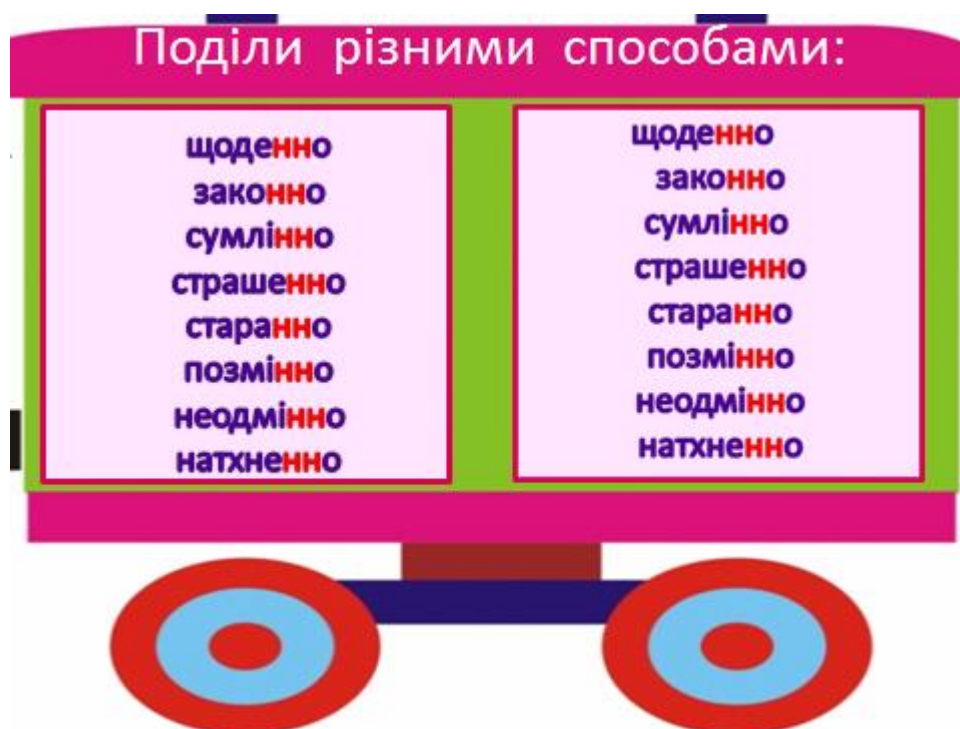 Поділи різними способами:
щоденно
законно
сумлінно
страшенно
старанно
позмінно
неодмінно
натхненно
щоденно
законно
сумлінно
страшенно
старанно
позмінно
неодмінно
натхненно